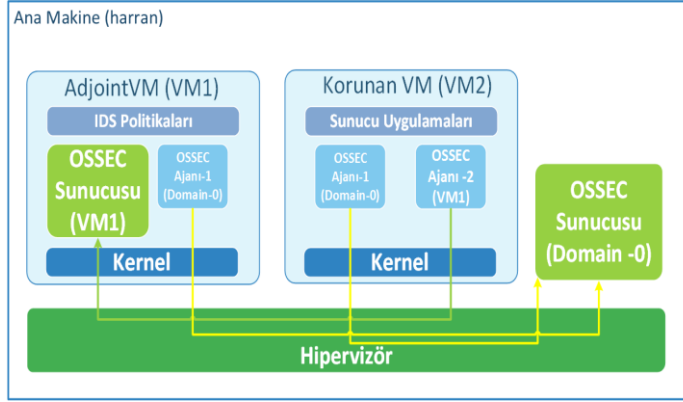 Ana Makine (harran)
AdjointVM (VM1)
IDS Politikaları
OSSEC
Sunucusu
(VM1)
OSSEC
Ajanı-1
(Domain-0)
Kernel
Korunan VM (VM2)
Sunucu Uygulamaları
OSSEC
Ajanı-1
(Domain-0)
OSSEC
Ajanı -2
(VM1)
Kernel
OSSEC
Sunucusu
(Domain -0)
Hipervizör